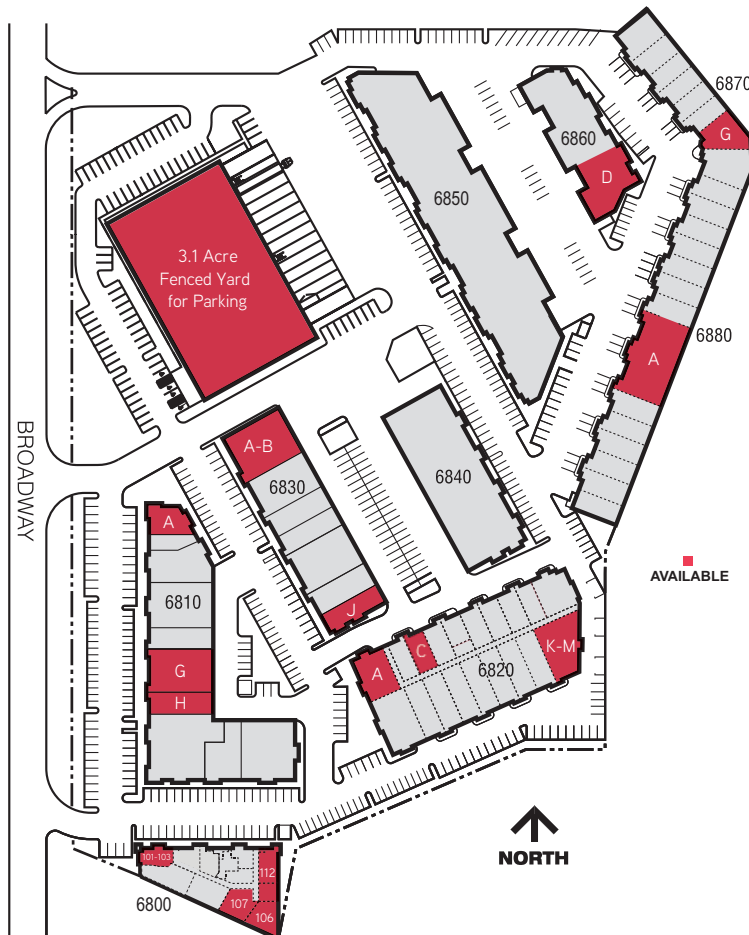 6870
G
6860
D
6850
3.1 Acre
Fenced Yard
for Parking
6880
A
BROADWAY
A-B
6830
6840
A
6810
J
AVAILABLE
G
H
A
C
K-M
6820
NORTH
101-103
112
107
106
6800